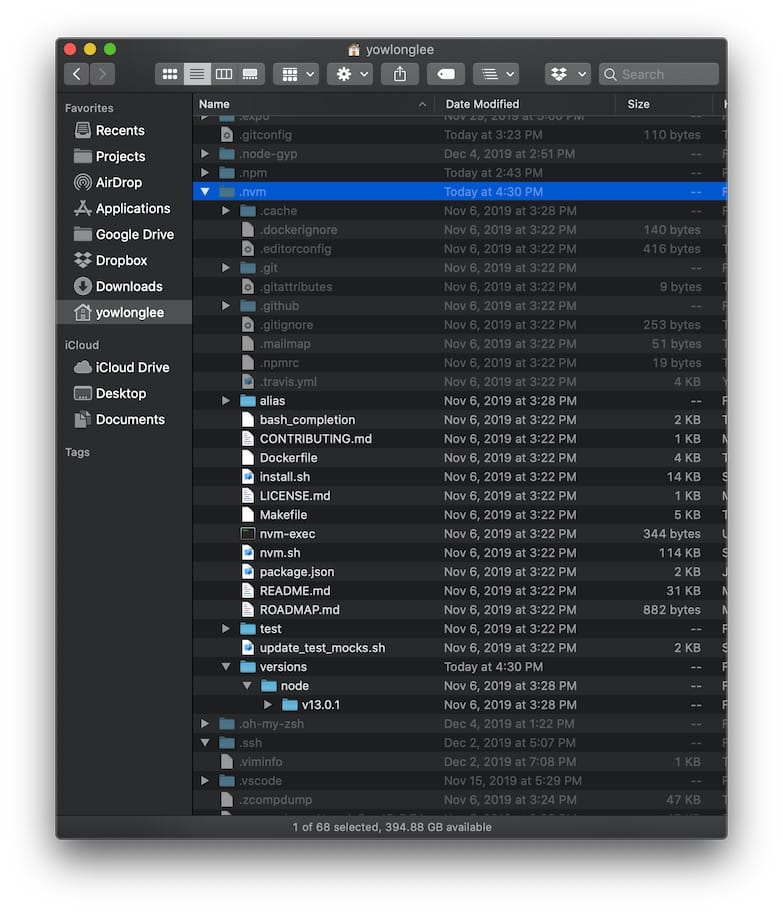 yowlonglee
Search
Favorites
Recents
Projects
AirDrop
Applications
Google Drive
Dropbox
Downloads
yowlonglee
iCloud
iCloud Drive
Desktop
Documents
Tags
Name Date Modified Size
.expo Nov 29, 2019 at 5:00 PM --
.gitconfig Today at 3:23 PM 110 bytes
.node-gyp Dec 4, 2019 at 2:51 PM --
.npm Today at 2:43 PM --
.nvm Today at 4:30 PM --
.cache Nov 6, 2019 at 3:28 PM --
.dockerignore Nov 6, 2019 at 3:22 PM 140 bytes
.editorconfig Nov 6, 2019 at 3:22 PM 416 bytes
.git Nov 6, 2019 at 3:22 PM --
.gitattributes Nov 6, 2019 at 3:22 PM 9 bytes
.github Nov 6, 2019 at 3:22 PM --
.gitignore Nov 6, 2019 at 3:22 PM 253 bytes
.mailmap Nov 6, 2019 at 3:22 PM 51 bytes
.npmrc Nov 6, 2019 at 3:22 PM 19 bytes
.travis.yml Nov 6, 2019 at 3:22 PM 4 KB
alias Nov 6, 2019 at 3:28 PM --
bash_completion Nov 6, 2019 at 3:22 PM 2 KB
CONTRIBUTING.md Nov 6, 2019 at 3:22 PM 1 KB
Dockerfile Nov 6, 2019 at 3:22 PM 4 KB
install.sh Nov 6, 2019 at 3:22 PM 14 KB
LICENSE.md Nov 6, 2019 at 3:22 PM 1 KB
Makefile Nov 6, 2019 at 3:22 PM 5 KB
nvm-exec Nov 6, 2019 at 3:22 PM 344 bytes
nvm.sh Nov 6, 2019 at 3:22 PM 114 KB
package.json Nov 6, 2019 at 3:22 PM 2 KB
README.md Nov 6, 2019 at 3:22 PM 31 KB
ROADMAP.md Nov 6, 2019 at 3:22 PM 882 bytes
test Nov 6, 2019 at 3:22 PM --
update_test_mocks.sh Nov 6, 2019 at 3:22 PM 2 KB
versions Today at 4:30 PM --
node Nov 6, 2019 at 3:28 PM --
v13.0.1 Nov 6, 2019 at 3:28 PM --
.oh-my-zsh Dec 4, 2019 at 1:22 PM --
.ssh Dec 2, 2019 at 5:07 PM --
.viminfo Dec 2, 2019 at 7:08 PM 1 KB
.vscode Nov 15, 2019 at 5:29 PM --
.zcompdump Nov 6, 2019 at 3:24 PM 47 KB
1 of 68 selected, 394.88 GB available